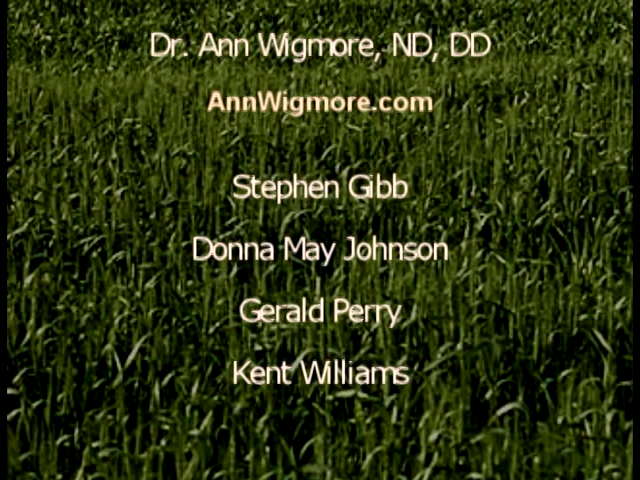 Dr. Ann Wigmore, ND, DD
AnnWigmore.com
Stephen Gibb
Donna May Johnson
Gerald Perry
Kent Williams